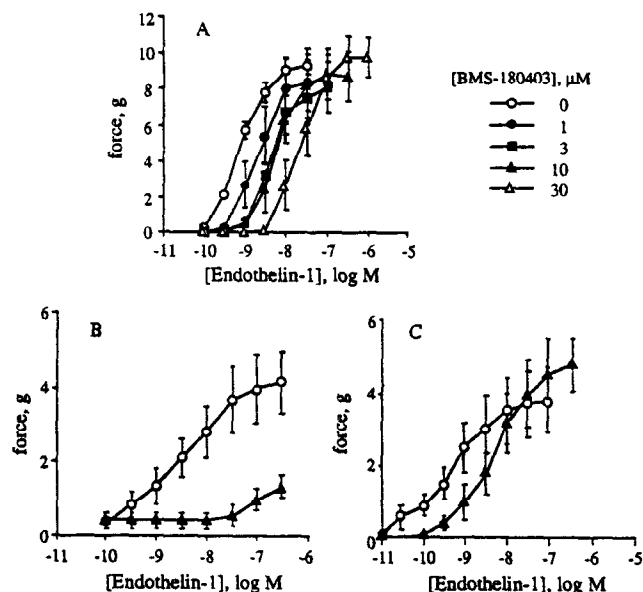 A
12
10
8
6
4
2
0
force, g
-11 -10 -9 -8 -7 -6 -5
[Endothelin-1], log M
[BMS-180403], μM
0
1
3
10
30
B
6
4
2
0
force, g
-11 -10 -9 -8 -7 -6
[Endothelin-1], log M
C
6
4
2
0
force, g
-11 -10 -9 -8 -7 -6 -5
[Endothelin-1], log M